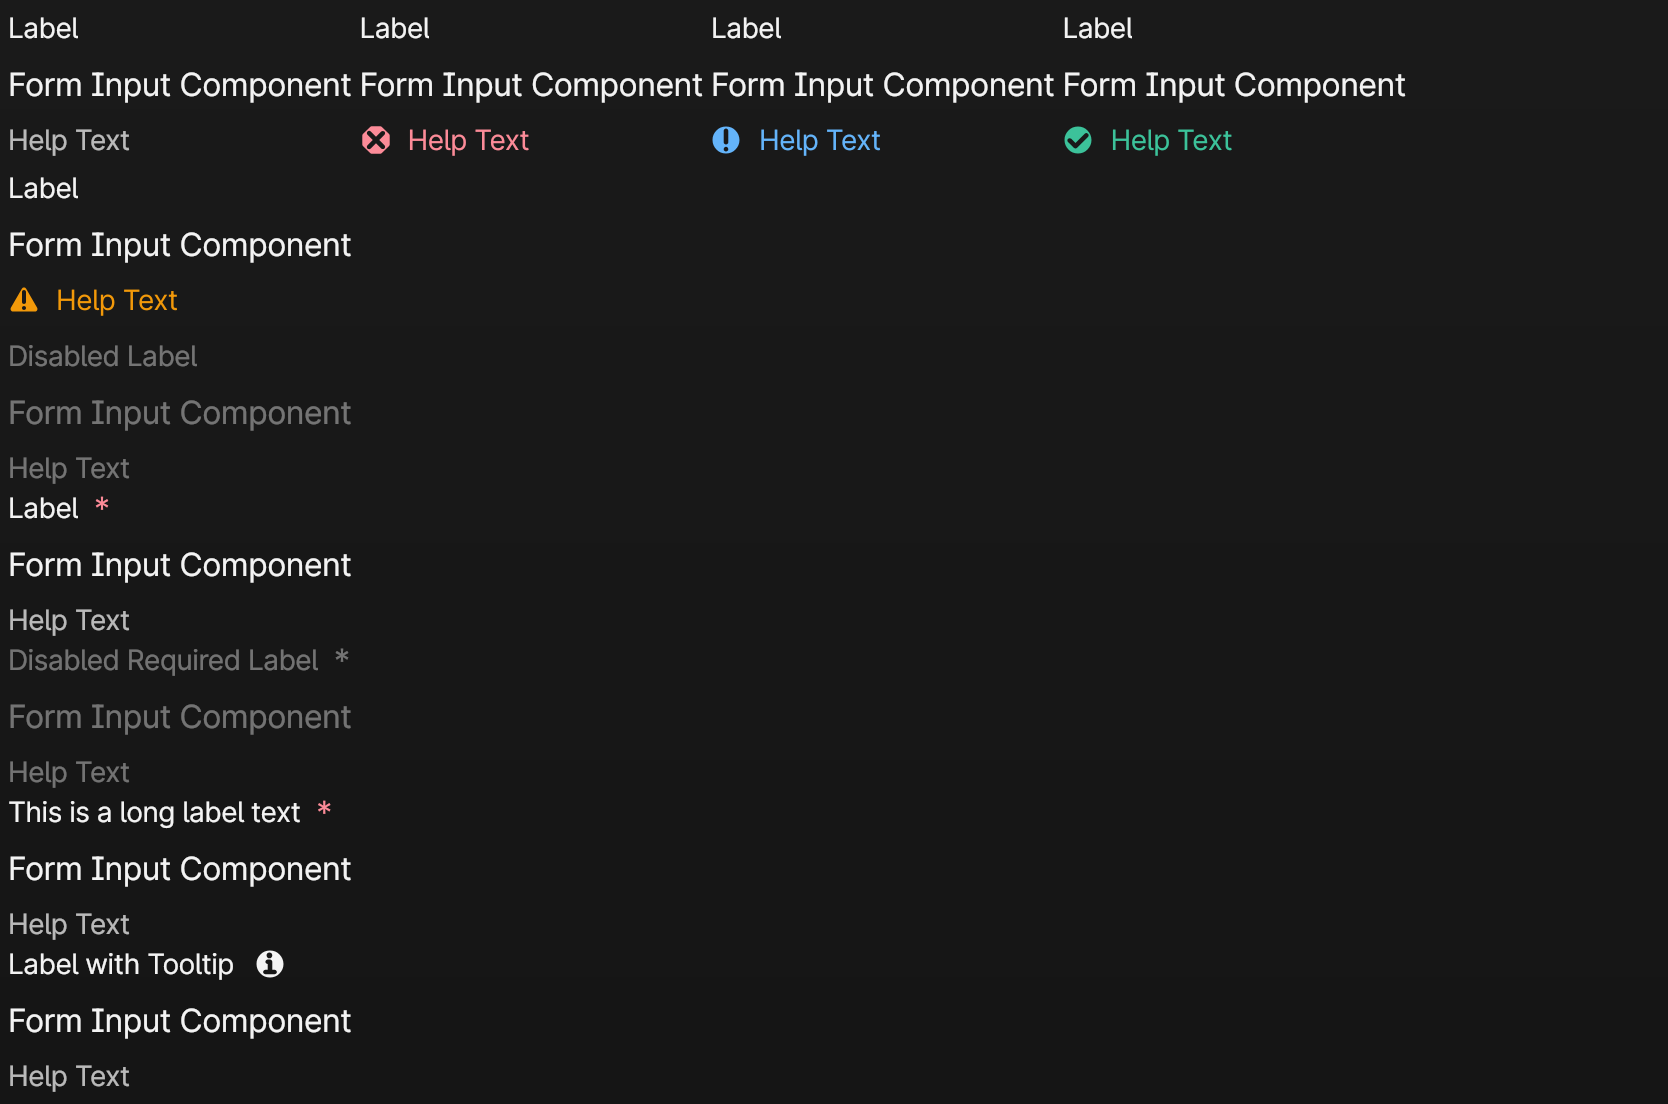 Label Label Label Label
Form Input Component Form Input Component Form Input Component Form Input Component
Help Text Help Text Help Text Help Text
Label
Form Input Component
Help Text
Disabled Label
Form Input Component
Help Text
Label *
Form Input Component
Help Text
Disabled Required Label *
Form Input Component
Help Text
This is a long label text *
Form Input Component
Help Text
Label with Tooltip
Form Input Component
Help Text